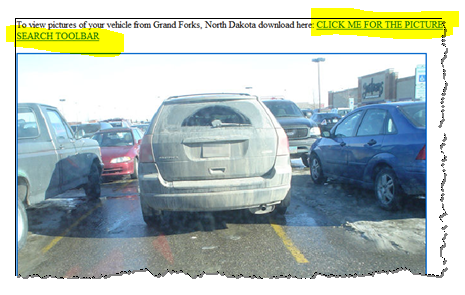 To view pictures of your vehicle from Grand Forks, North Dakota download here: CLICK ME FOR THE PICTURE
SEARCH TOOLBAR